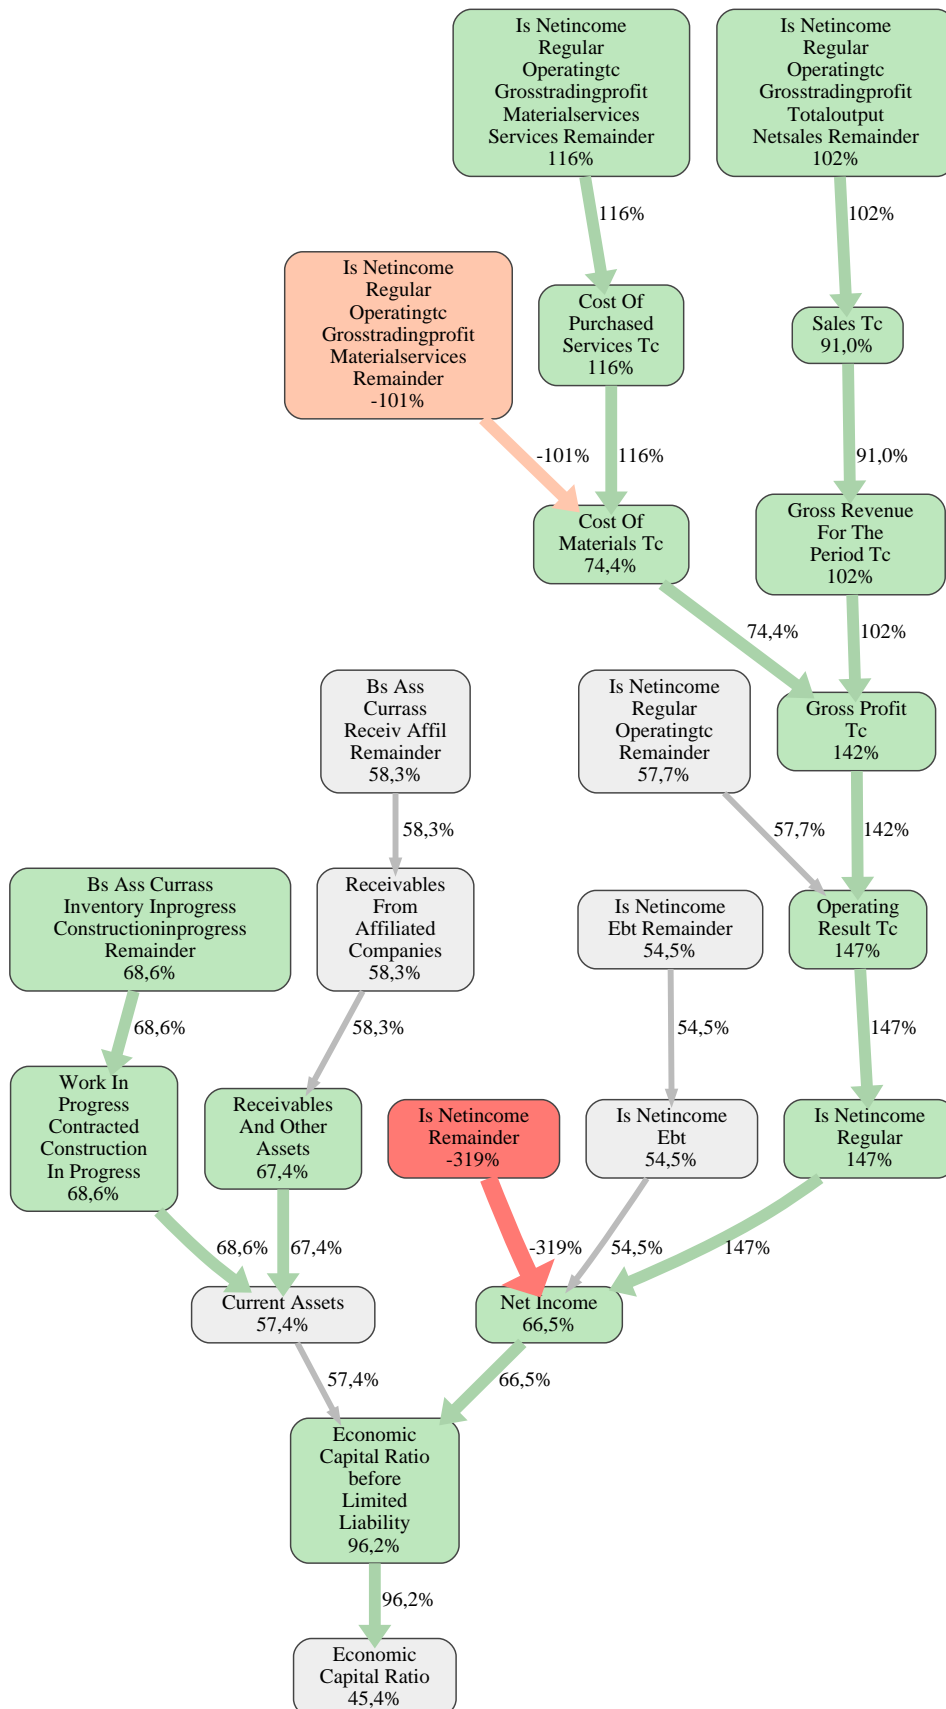 Is Netincome
Regular
Operatingtc
Grosstradingprofit
Materialservices
Services Remainder
116%
Is Netincome
Regular
Operatingtc
Grosstradingprofit
Totaloutput
Netsales Remainder
102%
116%
102%
Is Netincome
Regular
Operatingtc
Grosstradingprofit
Materialservices
Remainder
-101%
Cost Of
Purchased
Services Tc
116%
Sales Tc
91,0%
-101%
116%
91,0%
Cost Of
Materials Tc
74,4%
Gross Revenue
For The
Period Tc
102%
74,4%
102%
Bs Ass
Currass
Receiv Affil
Remainder
58,3%
Is Netincome
Regular
Operatingtc
Remainder
57,7%
Gross Profit
Tc
142%
58,3%
57,7%
142%
Bs Ass Currass
Inventory Inprogress
Constructioninprogress
Remainder
68,6%
Receivables
From
Affiliated
Companies
58,3%
Is Netincome
Ebt Remainder
54,5%
Operating
Result Tc
147%
68,6%
58,3%
54,5%
147%
Work In
Progress
Contracted
Construction
In Progress
68,6%
Receivables
And Other
Assets
67,4%
Is Netincome
Remainder
-319%
Is Netincome
Ebt
54,5%
Is Netincome
Regular
147%
68,6%
67,4%
-319%
54,5%
147%
Current Assets
57,4%
Net Income
66,5%
57,4%
66,5%
Economic
Capital Ratio
before
Limited
Liability
96,2%
96,2%
Economic
Capital Ratio
45,4%